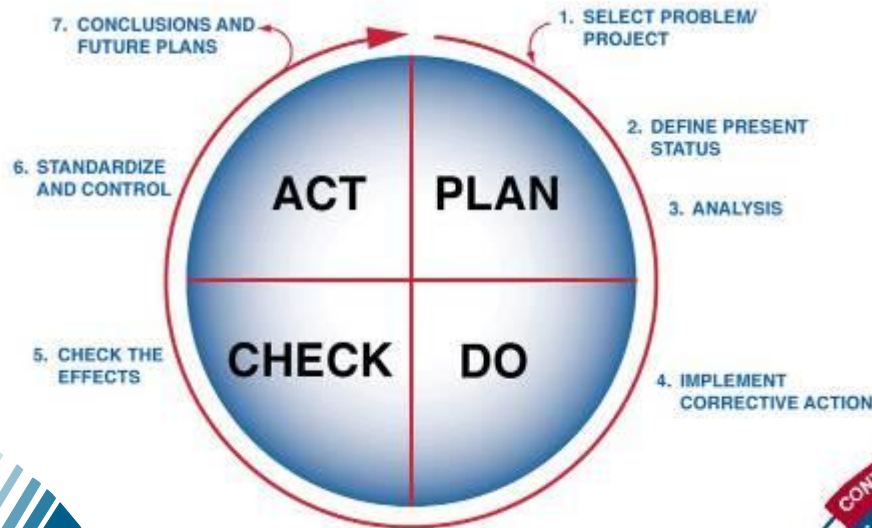 7. CONCLUSIONS AND
FUTURE PLANS
1. SELECT PROBLEM/
PROJECT
2. DEFINE PRESENT
STATUS
6. STANDARDIZE
AND CONTROL
ACT
PLAN
3. ANALYSIS
5. CHECK THE
EFFECTS
CHECK
DO
4. IMPLEMENT
CORRECTIVE ACTION